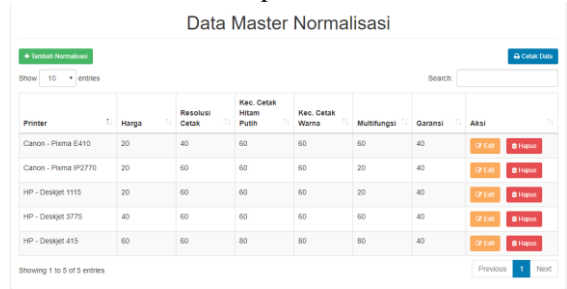 Data Master Normalisasi
+ Tambah Normalisasi
Cetak Data
Show 10 entries
Search:
Printer Harga Resolusi Cetak Kec. Cetak Hitam Putih Kec. Cetak Warna Multifungsi Garansi Aksi
Canon - Pixma E410 20 40 60 60 60 40 Edit Hapus
Canon - Pixma IP2770 20 60 60 60 20 40 Edit Hapus
HP - Deskjet 1115 20 60 60 60 20 40 Edit Hapus
HP - Deskjet 3775 40 60 60 60 60 40 Edit Hapus
HP - Deskjet 415 60 60 80 80 80 40 Edit Hapus
Showing 1 to 5 of 5 entries
Previous 1 Next